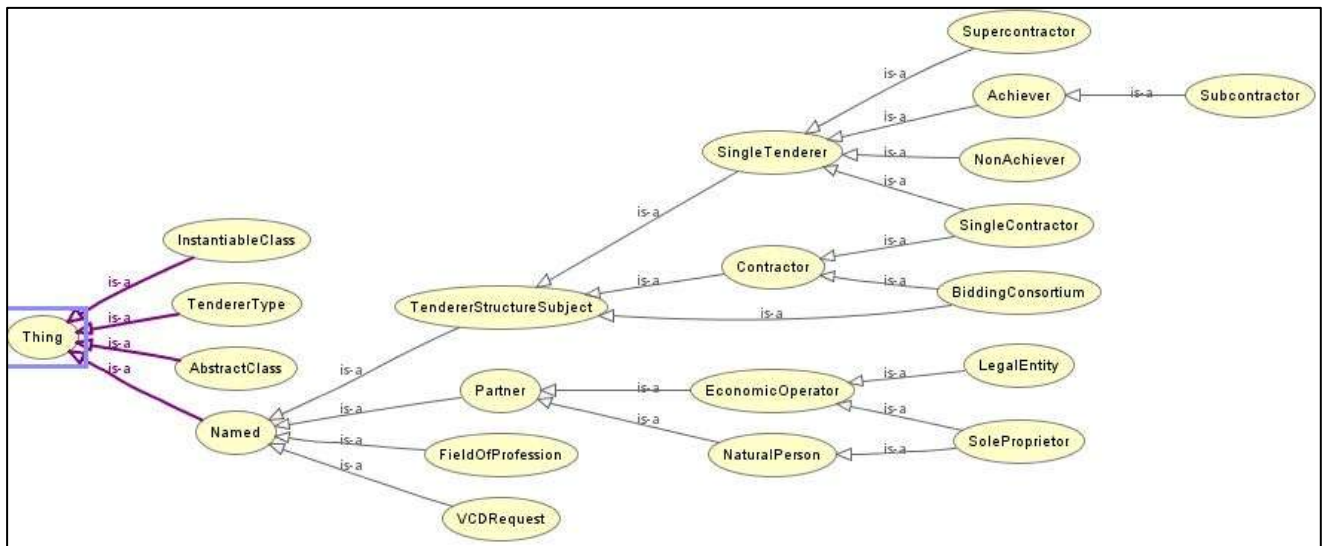 Supercontractor
is-a
Achiever
is-a
Subcontractor
is-a
SingleTenderer
is-a
NonAchiever
is-a
is-a
SingleContractor
InstantiableClass
is-a
Contractor
is-a
is-a
BiddingConsortium
is-a
TendererType
TendererStructureSubject
is-a
is-a
Thing
is-a
AbstractClass
is-a
is-a
LegalEntity
is-a
Partner
is-a
EconomicOperator
is-a
is-a
Named
is-a
SoleProprietor
is-a
is-a
FieldOfProfession
NaturalPerson
is-a
is-a
VCDRequest